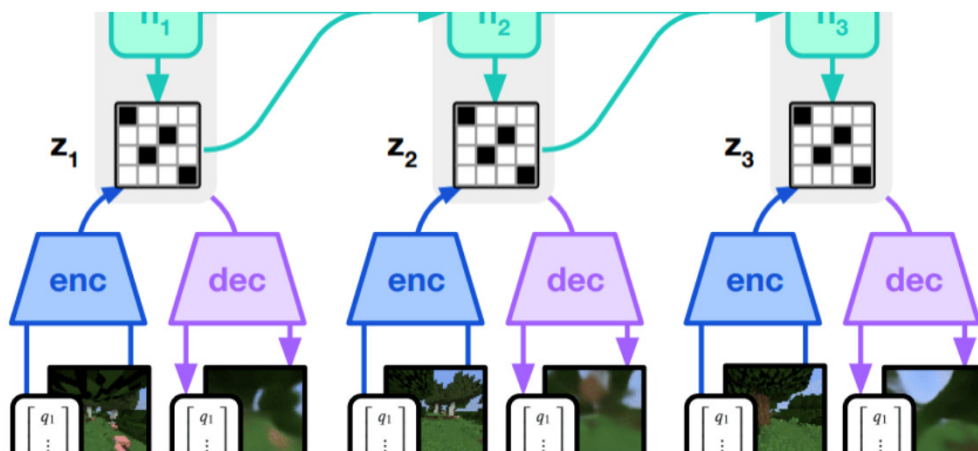 h1 h2 h3
z1 z2 z3
enc dec enc dec enc dec
q1 q1 q1 q1 q1 q1
⋮ ⋮ ⋮ ⋮ ⋮ ⋮